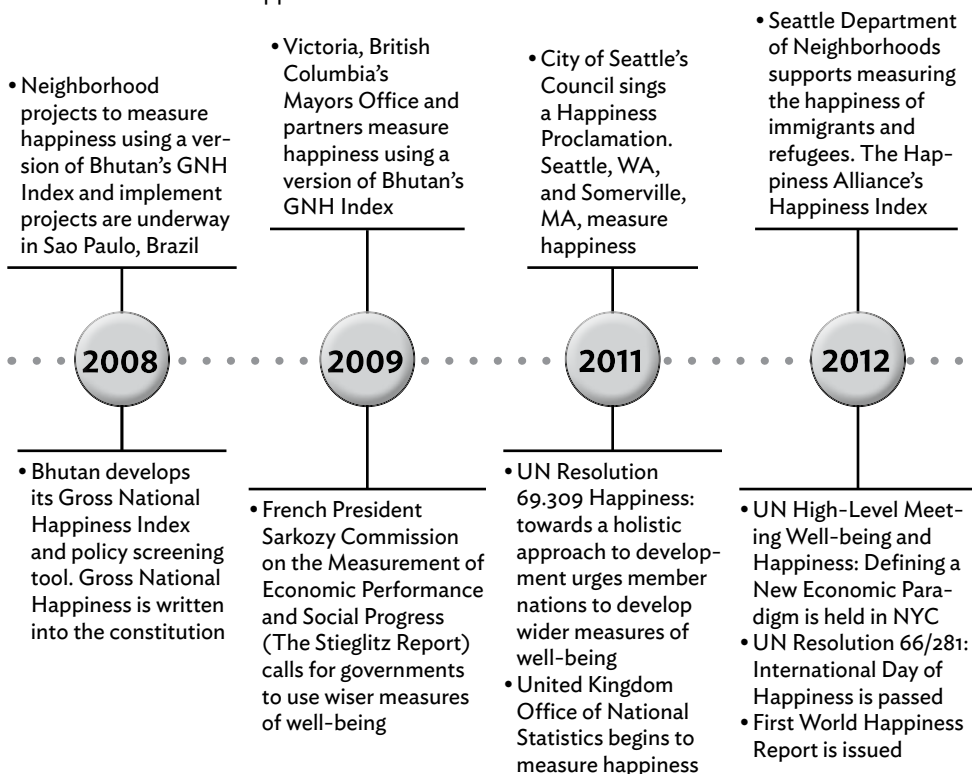 • Neighborhood
projects to measure
happiness using a ver-
sion of Bhutan's GNH
Index and implement
projects are underway
in Sao Paulo, Brazil
• Victoria, British
Columbia's
Mayors Office and
partners measure
happiness using a
version of Bhutan's
GNH Index
• City of Seattle's
Council sings
a Happiness
Proclamation.
Seattle, WA,
and Somerville,
MA, measure
happiness
• Seattle Department
of Neighborhoods
supports measuring
the happiness of
immigrants and
refugees. The Hap-
piness Alliance's
Happiness Index
2008
2009
2011
2012
• Bhutan develops
its Gross National
Happiness Index
and policy screening
tool. Gross National
Happiness is written
into the constitution
• French President
Sarkozy Commission
on the Measurement of
Economic Performance
and Social Progress
(The Stieglitz Report)
calls for governments
to use wiser measures
of well-being
• UN Resolution
69.309 Happiness:
towards a holistic
approach to develop-
ment urges member
nations to develop
wider measures of
well-being
• United Kingdom
Office of National
Statistics begins to
measure happiness
• UN High-Level Meet-
ing Well-being and
Happiness: Defining a
New Economic Para-
digm is held in NYC
• UN Resolution 66/281:
International Day of
Happiness is passed
• First World Happiness
Report is issued